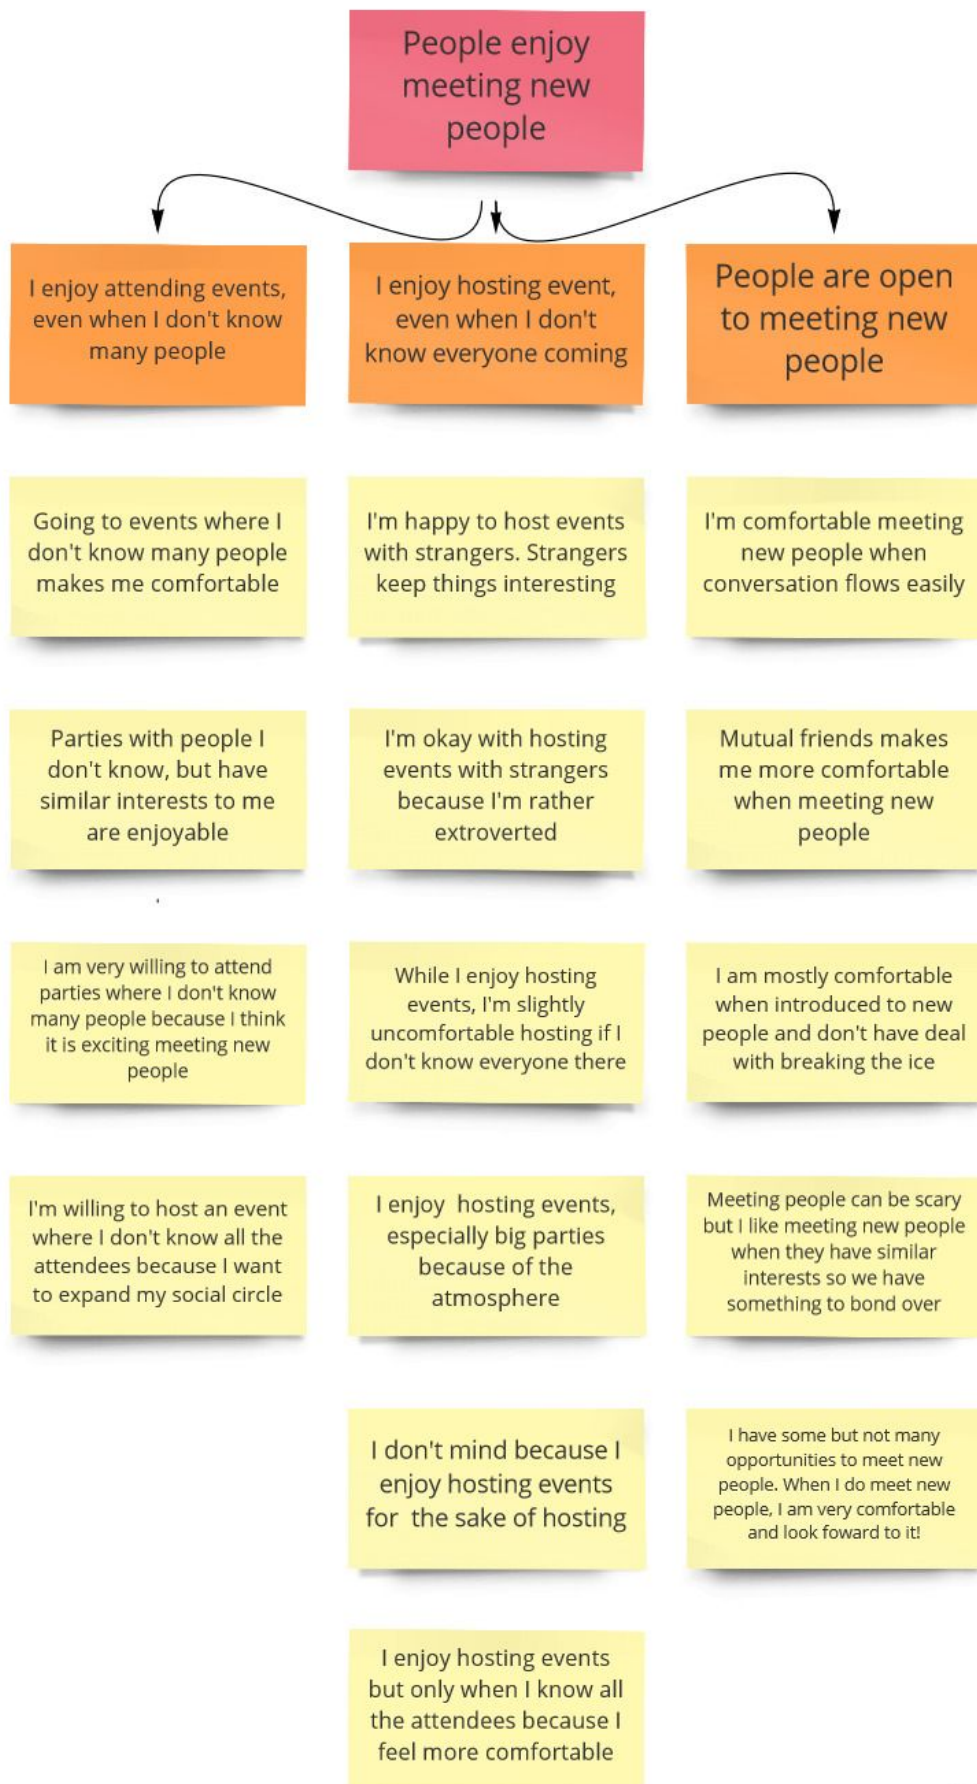 People enjoy
meeting new
people
I enjoy attending events,
even when I don't know
many people
I enjoy hosting event,
even when I don't
know everyone coming
People are open
to meeting new
people
Going to events where I
don't know many people
makes me comfortable
I'm happy to host events
with strangers. Strangers
keep things interesting
I'm comfortable meeting
new people when
conversation flows easily
Parties with people I
don't know, but have
similar interests to me
are enjoyable
I'm okay with hosting
events with strangers
because I'm rather
extroverted
Mutual friends makes
me more comfortable
when meeting new
people
I am very willing to attend
parties where I don't know
many people because I think
it is exciting meeting new
people
While I enjoy hosting
events, I'm slightly
uncomfortable hosting if I
don't know everyone there
I am mostly comfortable
when introduced to new
people and don't have deal
with breaking the ice
I'm willing to host an event
where I don't know all the
attendees because I want
to expand my social circle
I enjoy hosting events,
especially big parties
because of the
atmosphere
Meeting people can be scary
but I like meeting new people
when they have similar
interests so we have
something to bond over
I don't mind because I
enjoy hosting events
for the sake of hosting
I have some but not many
opportunities to meet new
people. When I do meet new
people, I am very comfortable
and look foward to it!
I enjoy hosting events
but only when I know all
the attendees because I
feel more comfortable